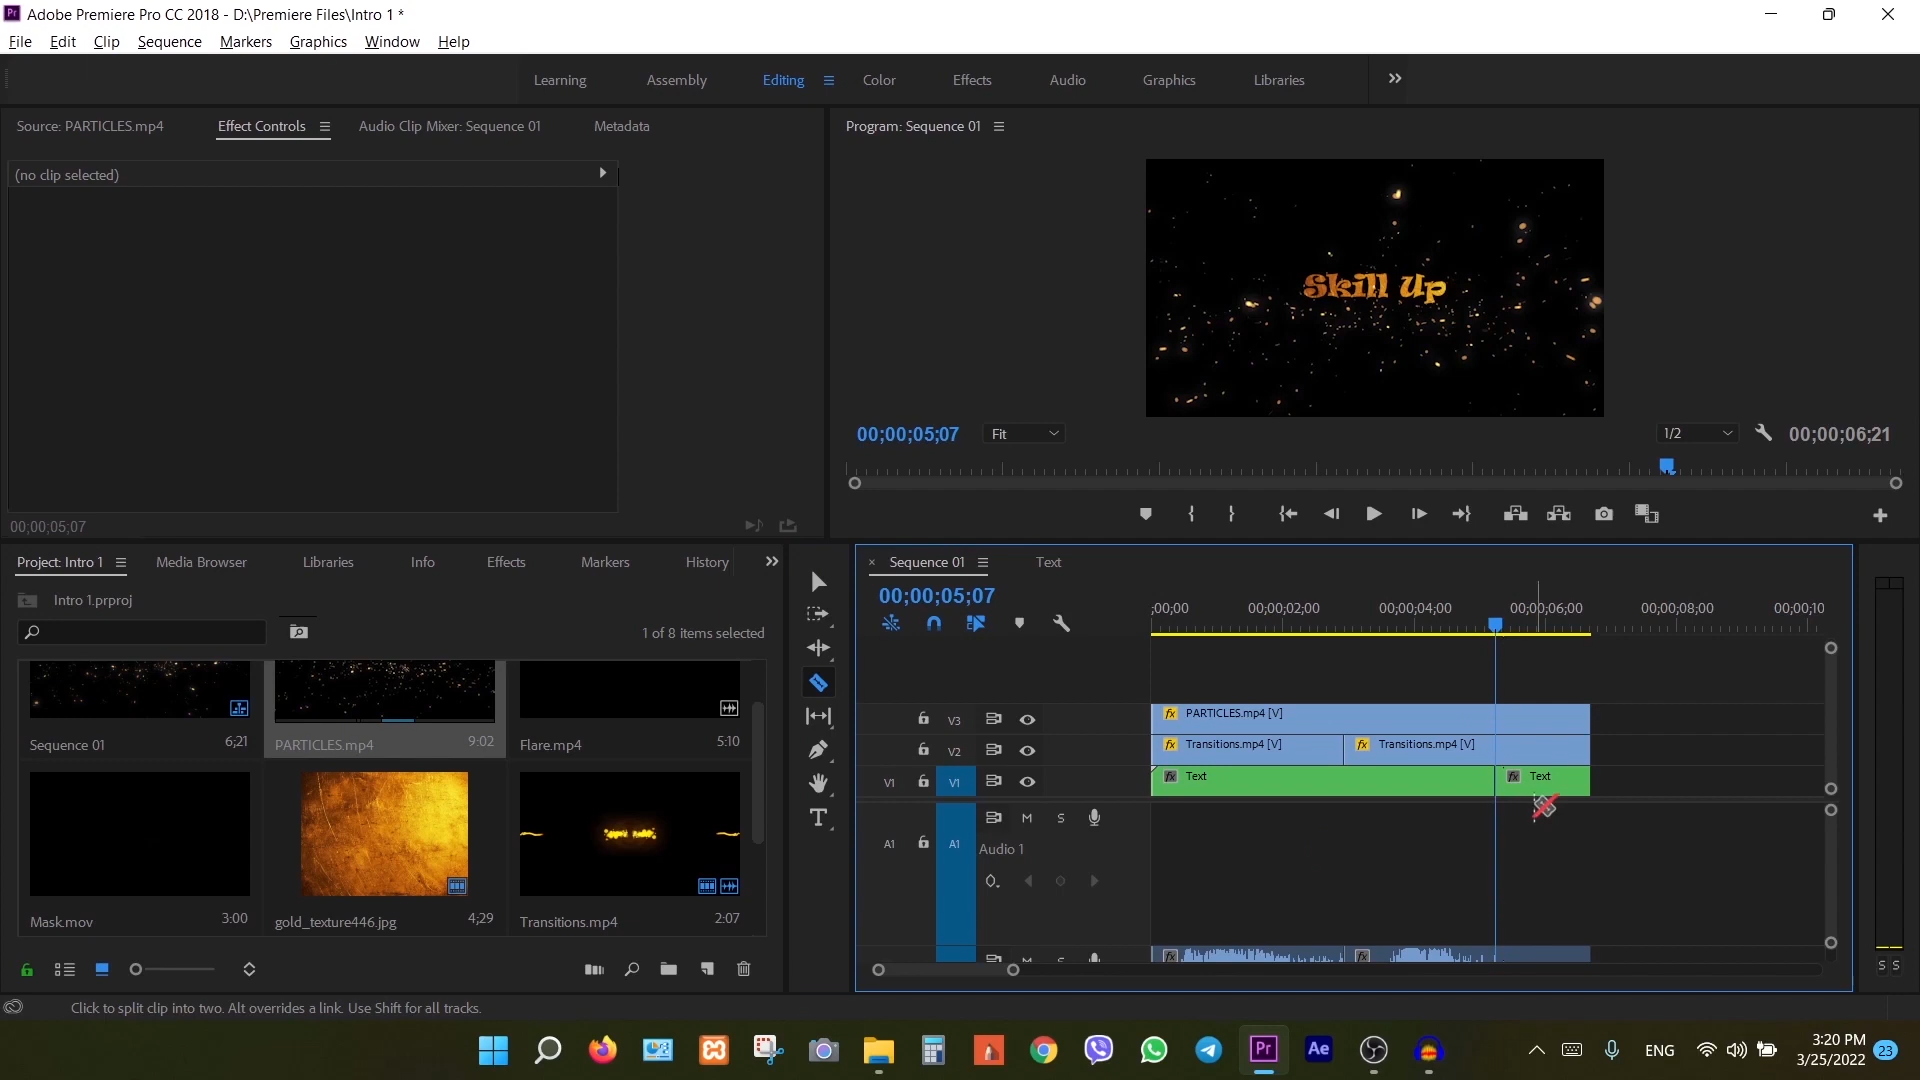 Pr Adobe Premiere Pro CC 2018 - D:\Premiere Files\Intro 1 *
File Edit Clip Sequence Markers Graphics Window Help
Learning Assembly Editing Color Effects Audio Graphics Libraries
Source: PARTICLES.mp4 Effect Controls Audio Clip Mixer: Sequence 01 Metadata
Program: Sequence 01
(no clip selected)
Skill Up
00;00;05;07 Fit 1/2 00;00;06;21
00;00;05;07
Project: Intro 1 Media Browser Libraries Info Effects Markers History
Sequence 01 Text
Intro 1.prproj
00;00;05;07
;00;00 00;00;02;00 00;00;04;00 00;00;06;00 00;00;08;00 00;00;10
1 of 8 items selected
Sequence 01 6;21 PARTICLES.mp4 9:02 Flare.mp4 5:10
V3 fx PARTICLES.mp4 [V]
V2 fx Transitions.mp4 [V] fx Transitions.mp4 [V]
V1 V1 fx Text fx Text
M S
A1 A1 Audio 1
Mask.mov 3:00 gold_texture446.jpg 4;29 Transitions.mp4 2:07
fx fx
S S
Click to split clip into two. Alt overrides a link. Use Shift for all tracks.
Pr Ae
ENG
3:20 PM
3/25/2022
23